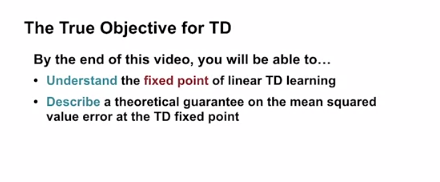 The True Objective for TD
By the end of this video, you will be able to...
• Understand the fixed point of linear TD learning
• Describe a theoretical guarantee on the mean squared
value error at the TD fixed point